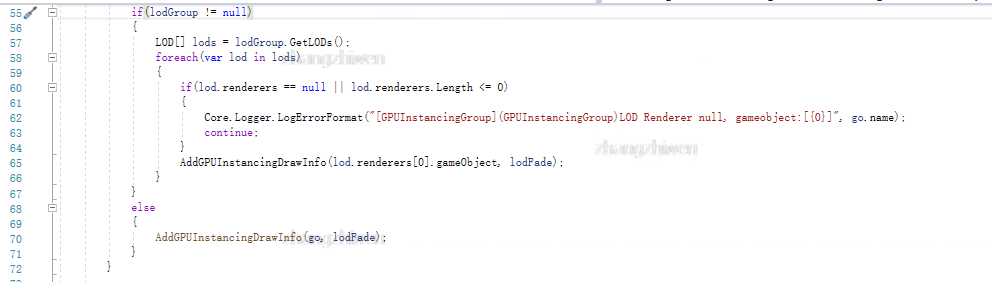 55 if(lodGroup != null)
56 {
57 LOD[] lods = lodGroup.GetLODs();
58 foreach(var lod in lods)
59 {
60 if(lod.renderers == null || lod.renderers.Length <= 0)
61 {
62 Core.Logger.LogErrorFormat("[GPUInstancingGroup](GPUInstancingGroup)LOD Renderer null, gameobject:[{0}]", go.name);
63 continue;
64 }
65 AddGPUInstancingDrawInfo(lod.renderers[0].gameObject, lodFade);
66 }
67 }
68 else
69 {
70 AddGPUInstancingDrawInfo(go, lodFade);
71 }
72 }
zhangzhiwen
zhangzhiwen
zhangzhiwen